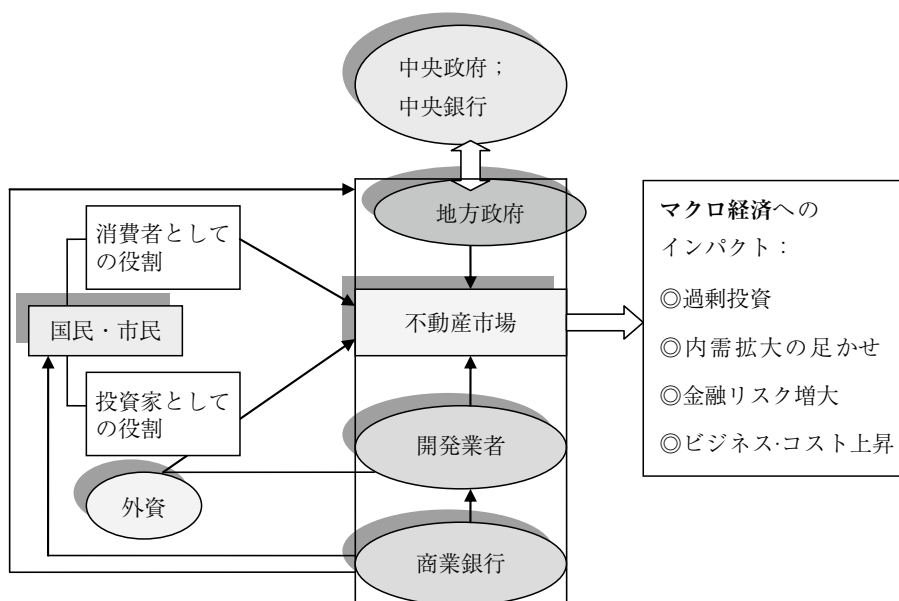 中央政府；
中央銀行
地方政府
消費者として
の役割
国民・市民
投資家として
の役割
外資
不動産市場
開発業者
商業銀行
マクロ経済への
インパクト：
◎過剰投資
◎内需拡大の足かせ
◎金融リスク増大
◎ビジネス·コスト上昇